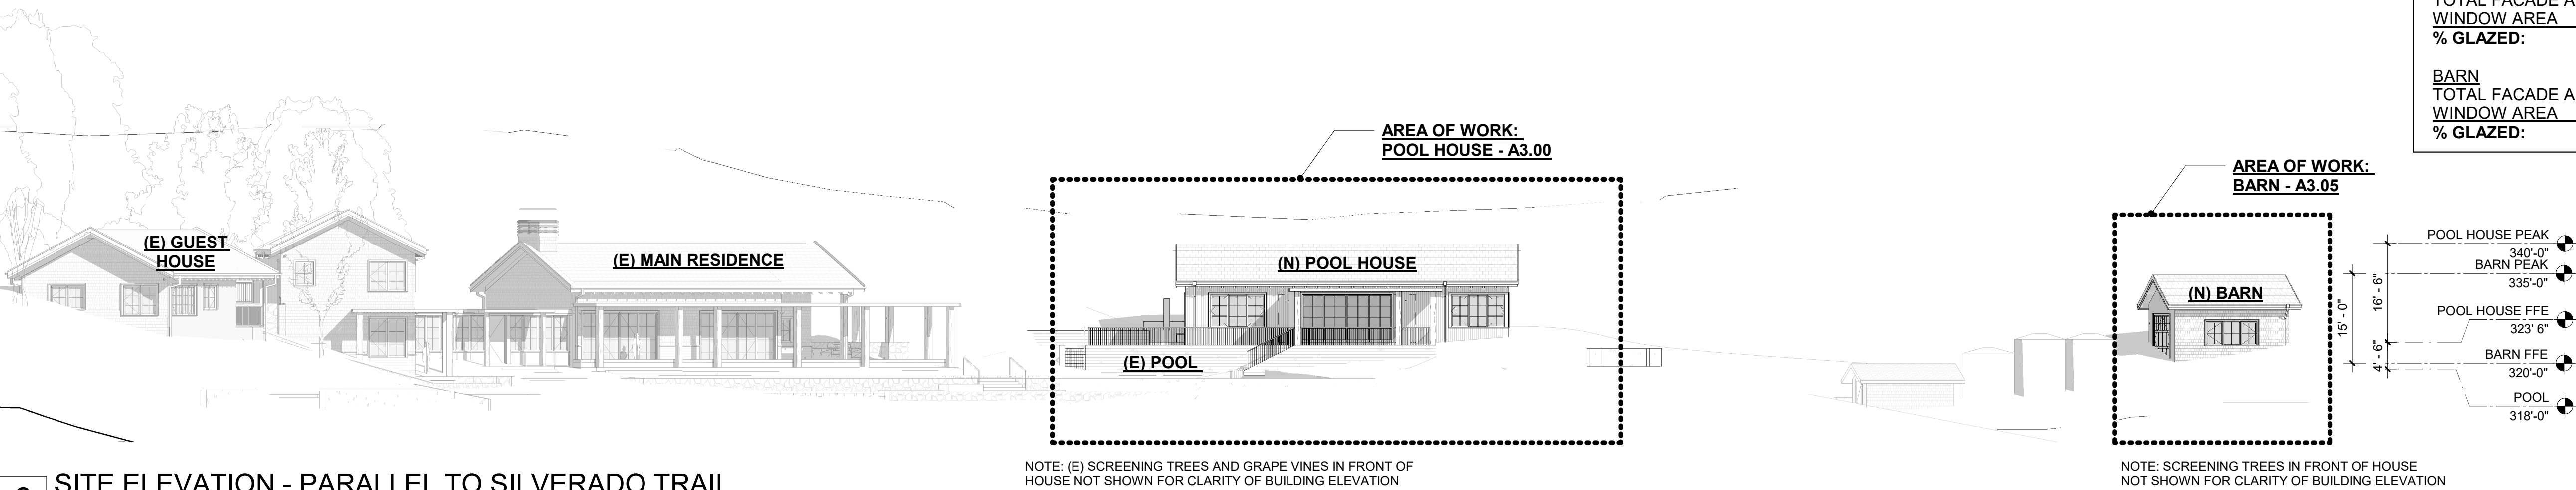 TOTAL FACADE A
WINDOW AREA
% GLAZED:
BARN
TOTAL FACADE A
WINDOW AREA
% GLAZED:
AREA OF WORK:
POOL HOUSE - A3.00
AREA OF WORK:
BARN - A3.05
(E) GUEST
HOUSE
(E) MAIN RESIDENCE
(N) POOL HOUSE
(E) POOL
(N) BARN
15' - 0"
16' - 6"
4' - 6"
POOL HOUSE PEAK
340'-0"
BARN PEAK
335'-0"
POOL HOUSE FFE
323' 6"
BARN FFE
320'-0"
POOL
318'-0"
NOTE: (E) SCREENING TREES AND GRAPE VINES IN FRONT OF
HOUSE NOT SHOWN FOR CLARITY OF BUILDING ELEVATION
NOTE: SCREENING TREES IN FRONT OF HOUSE
NOT SHOWN FOR CLARITY OF BUILDING ELEVATION
SITE ELEVATION - PARALLEL TO SILVERADO TRAIL